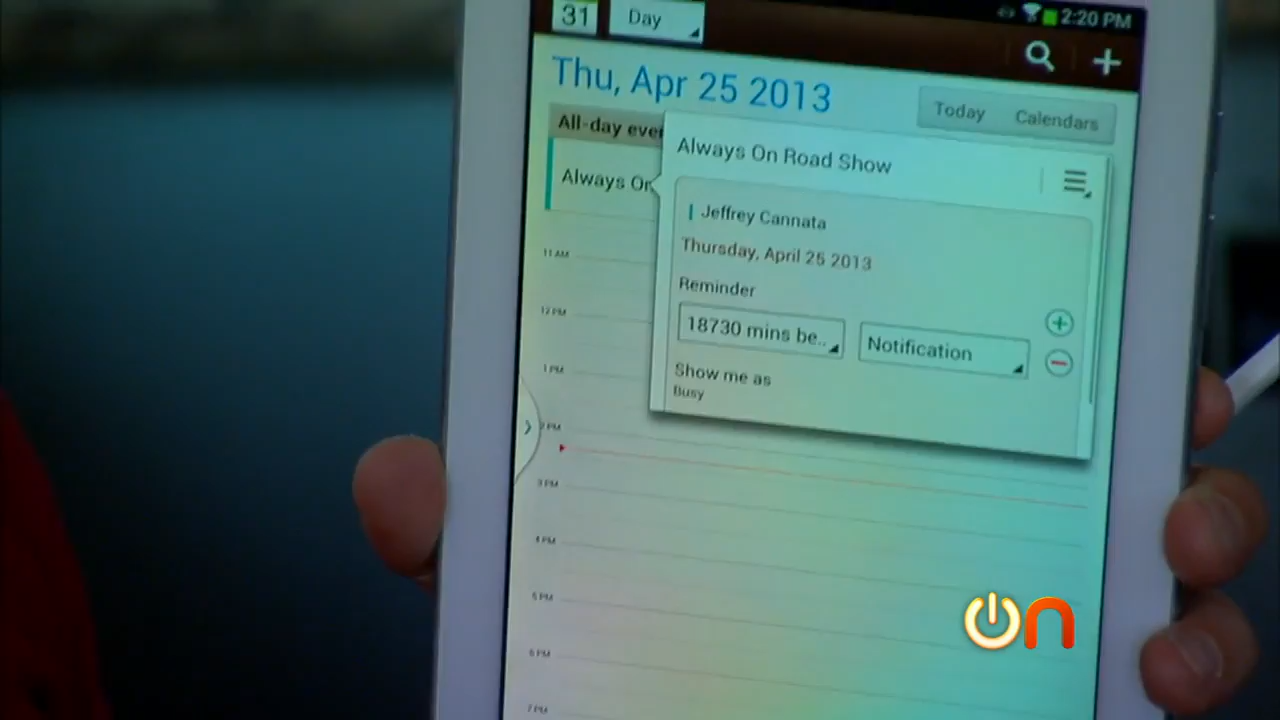 31
Day
2:20 PM
Thu, Apr 25 2013
Today
Calendars
All-day eve
Always On
Always On Road Show
Jeffrey Cannata
Thursday, April 25 2013
Reminder
18730 mins be..
Notification
Show me as
Busy
11 AM
12 PM
1 PM
2 PM
3 PM
4 PM
5 PM
6 PM
7 PM
on